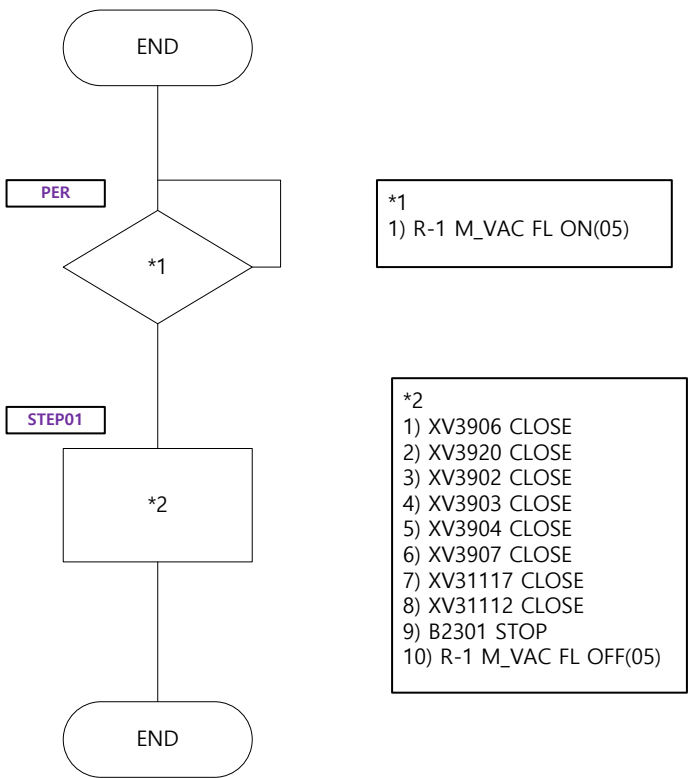 END
PER
*1
*1
1) R-1 M_VAC FL ON(05)
STEP01
*2
*2
1) XV3906 CLOSE
2) XV3920 CLOSE
3) XV3902 CLOSE
4) XV3903 CLOSE
5) XV3904 CLOSE
6) XV3907 CLOSE
7) XV31117 CLOSE
8) XV31112 CLOSE
9) B2301 STOP
10) R-1 M_VAC FL OFF(05)
END